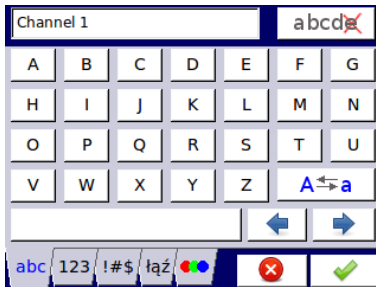 Channel 1 abcde
A B C D E F G
H I J K L M N
O P Q R S T U
V W X Y Z A a
abc 123 !#$ łąź